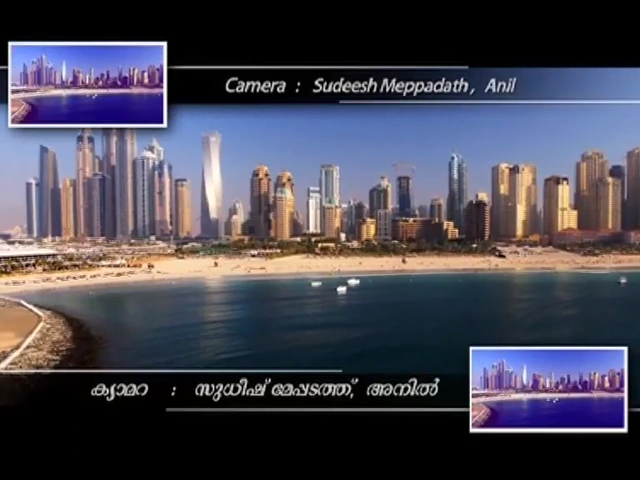 Camera : Sudeesh Meppadath, Anil
ക്യാമറ : സുധീഷ് മേപ്പടത്ത്, അനിൽ